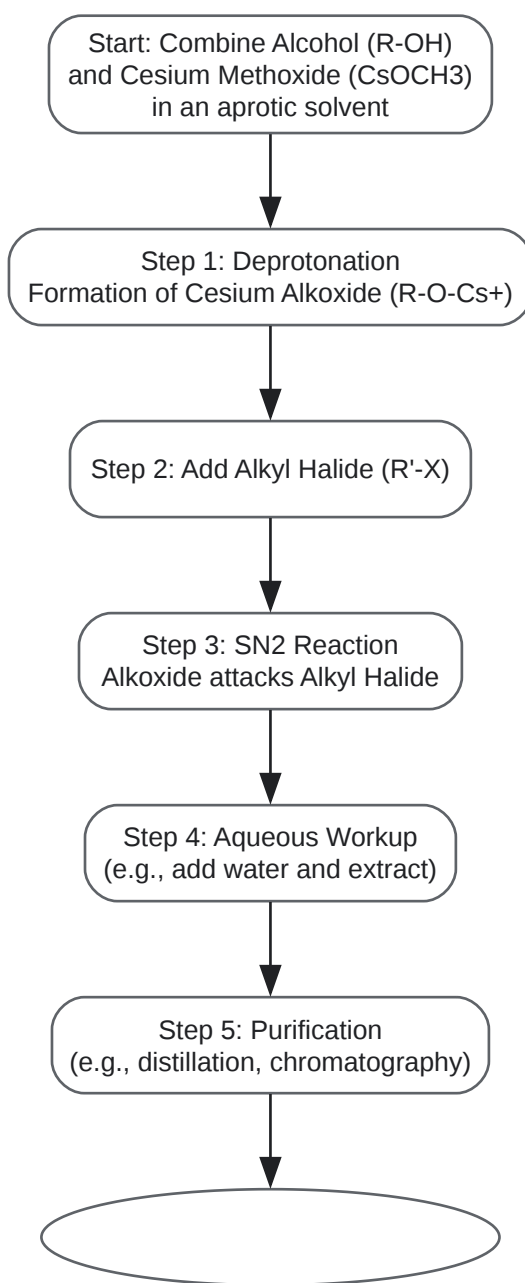 Start: Combine Alcohol (R-OH)
and Cesium Methoxide (CsOCH3)
in an aprotic solvent
Step 1: Deprotonation
Formation of Cesium Alkoxide (R-O-Cs+)
Step 2: Add Alkyl Halide (R'-X)
Step 3: SN2 Reaction
Alkoxide attacks Alkyl Halide
Step 4: Aqueous Workup
(e.g., add water and extract)
Step 5: Purification
(e.g., distillation, chromatography)